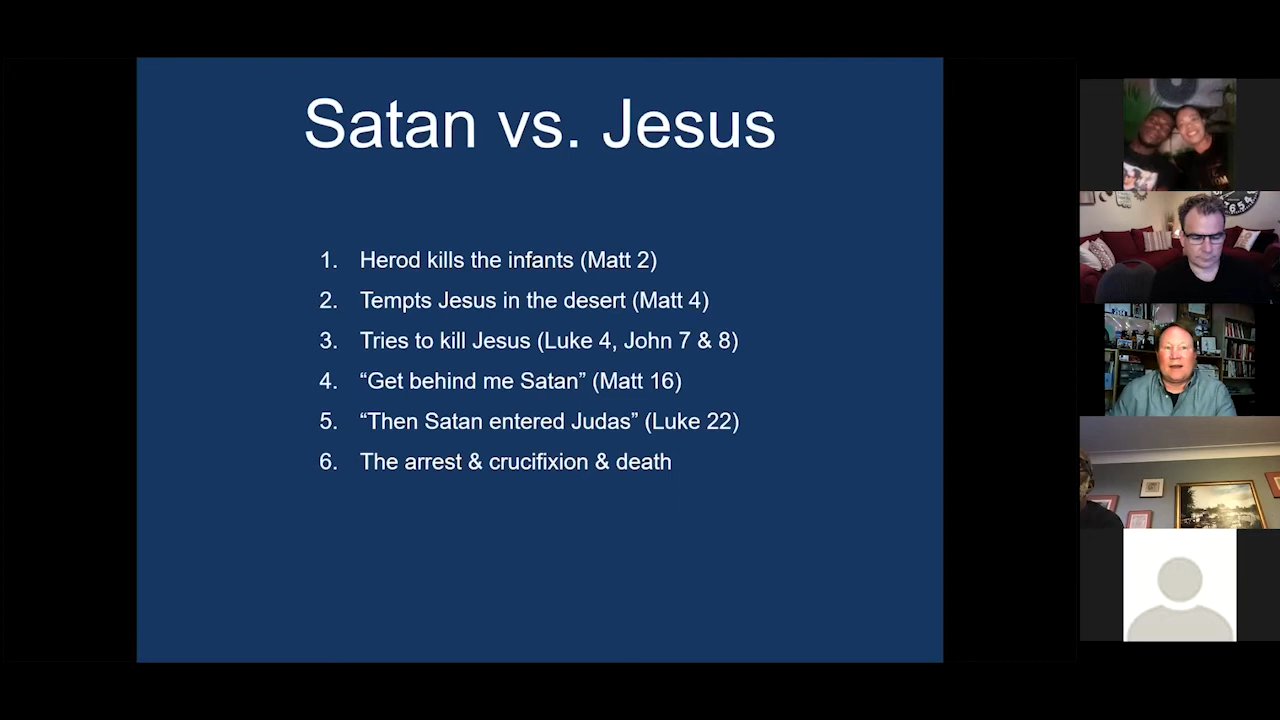 Satan vs. Jesus
1. Herod kills the infants (Matt 2)
2. Tempts Jesus in the desert (Matt 4)
3. Tries to kill Jesus (Luke 4, John 7 & 8)
4. “Get behind me Satan” (Matt 16)
5. “Then Satan entered Judas” (Luke 22)
6. The arrest & crucifixion & death